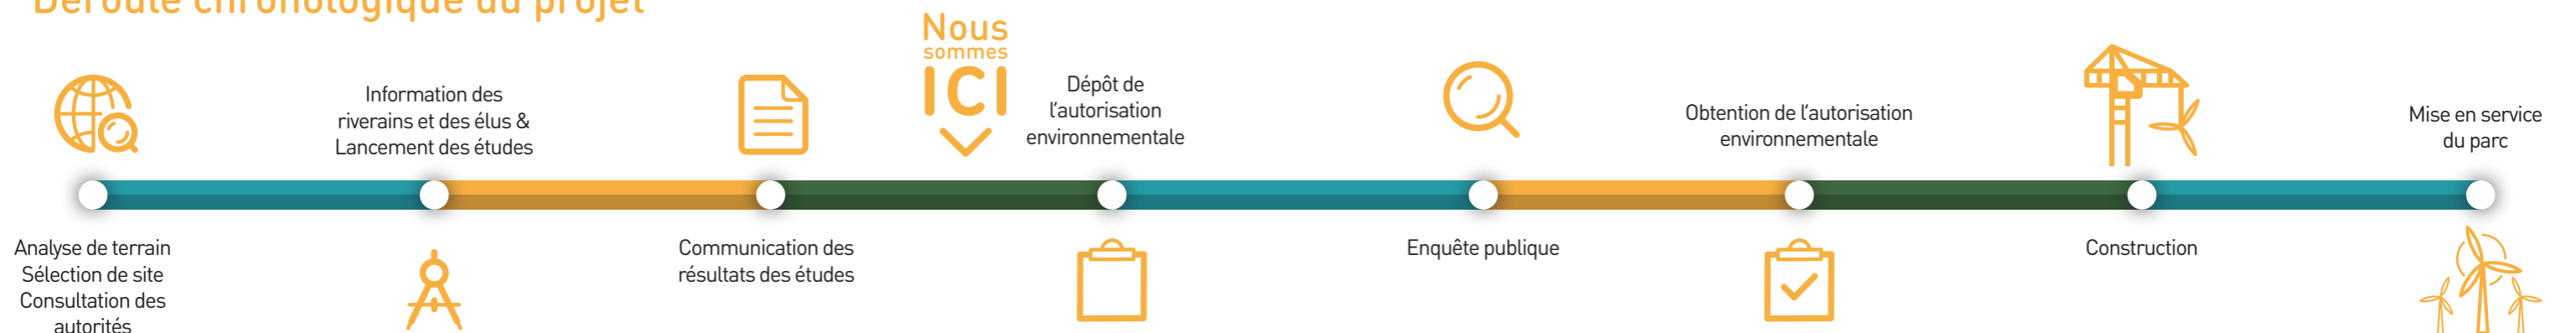 Déroulé chronologique du projet
Nous
sommes
ICI
Information des
riverains et des élus &
Lancement des études
Dépôt de
l'autorisation
environnementale
Obtention de l'autorisation
environnementale
Mise en service
du parc
Analyse de terrain
Sélection de site
Consultation des
autorités
Communication des
résultats des études
Enquête publique
Construction